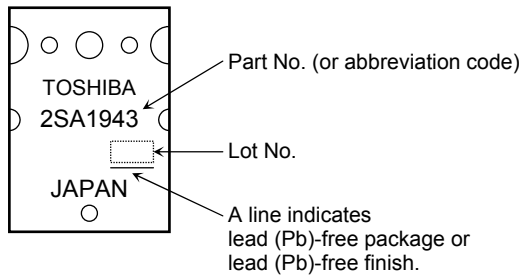 TOSHIBA
2SA1943
JAPAN
Part No. (or abbreviation code)
Lot No.
A line indicates
lead (Pb)-free package or
lead (Pb)-free finish.